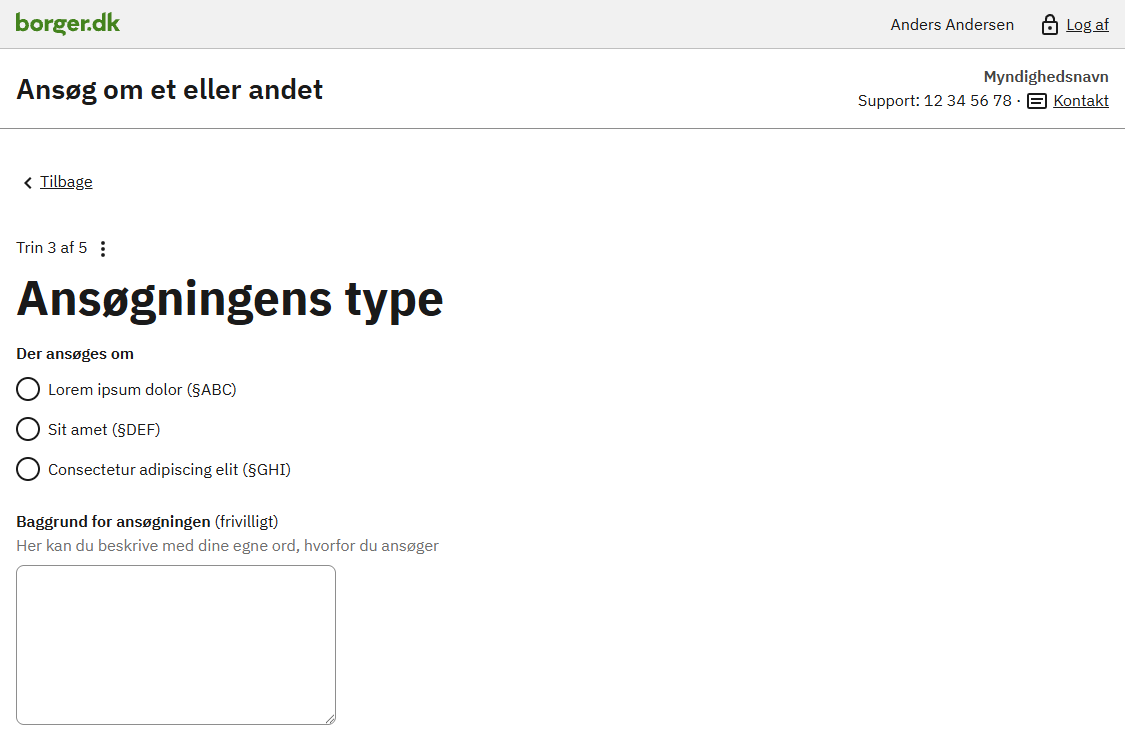 borger.dk
Anders Andersen
Log af
Ansøg om et eller andet
Myndighedsnavn
Support: 12 34 56 78 · Kontakt
Tilbage
Trin 3 af 5
Ansøgningens type
Der ansøges om
Lorem ipsum dolor (§ABC)
Sit amet (§DEF)
Consectetur adipiscing elit (§GHI)
Baggrund for ansøgningen (frivilligt)
Her kan du beskrive med dine egne ord, hvorfor du ansøger